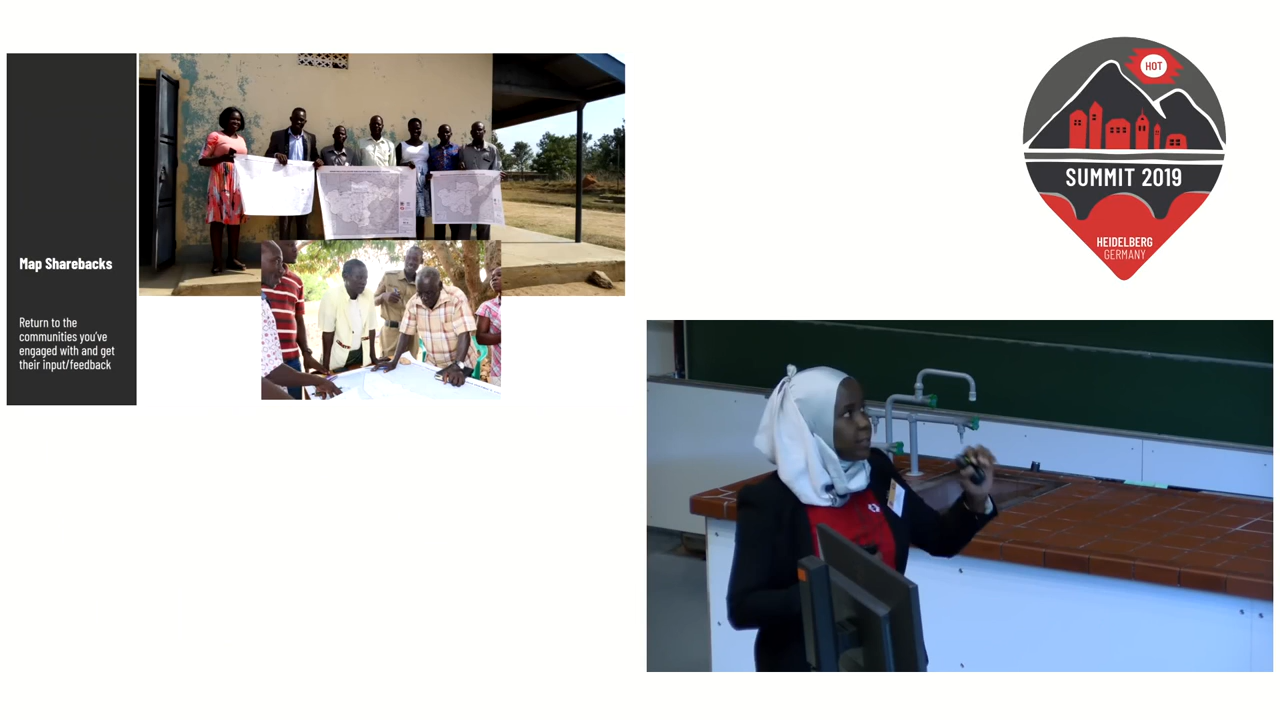 Map Sharebacks
Return to the
communities you've
engaged with and get
their input/feedback
HOT
SUMMIT 2019
HEIDELBERG
GERMANY